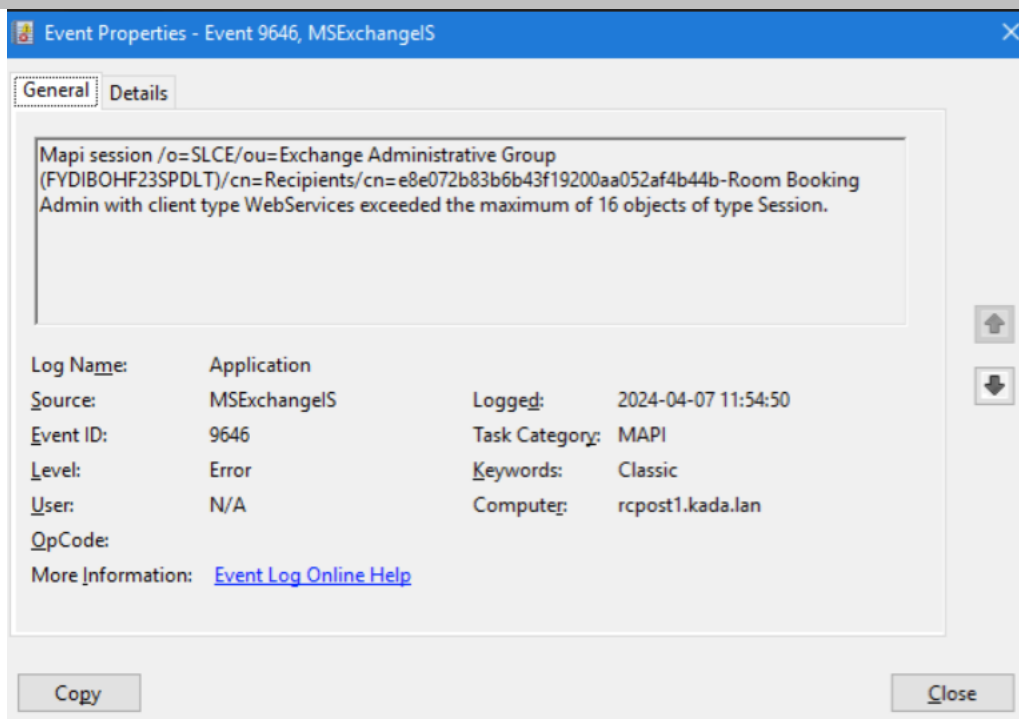 Event Properties - Event 9646, MSExchangeIS
General Details
Mapi session /o=SLCE/ou=Exchange Administrative Group
(FYDIBOHF23SPDLT)/cn=Recipients/cn=e8e072b83b6b43f19200aa052af4b44b-Room Booking
Admin with client type WebServices exceeded the maximum of 16 objects of type Session.
Log Name: Application
Source: MSExchangeIS Logged: 2024-04-07 11:54:50
Event ID: 9646 Task Category: MAPI
Level: Error Keywords: Classic
User: N/A Computer: rcpost1.kada.lan
OpCode:
More Information: Event Log Online Help
Copy Close